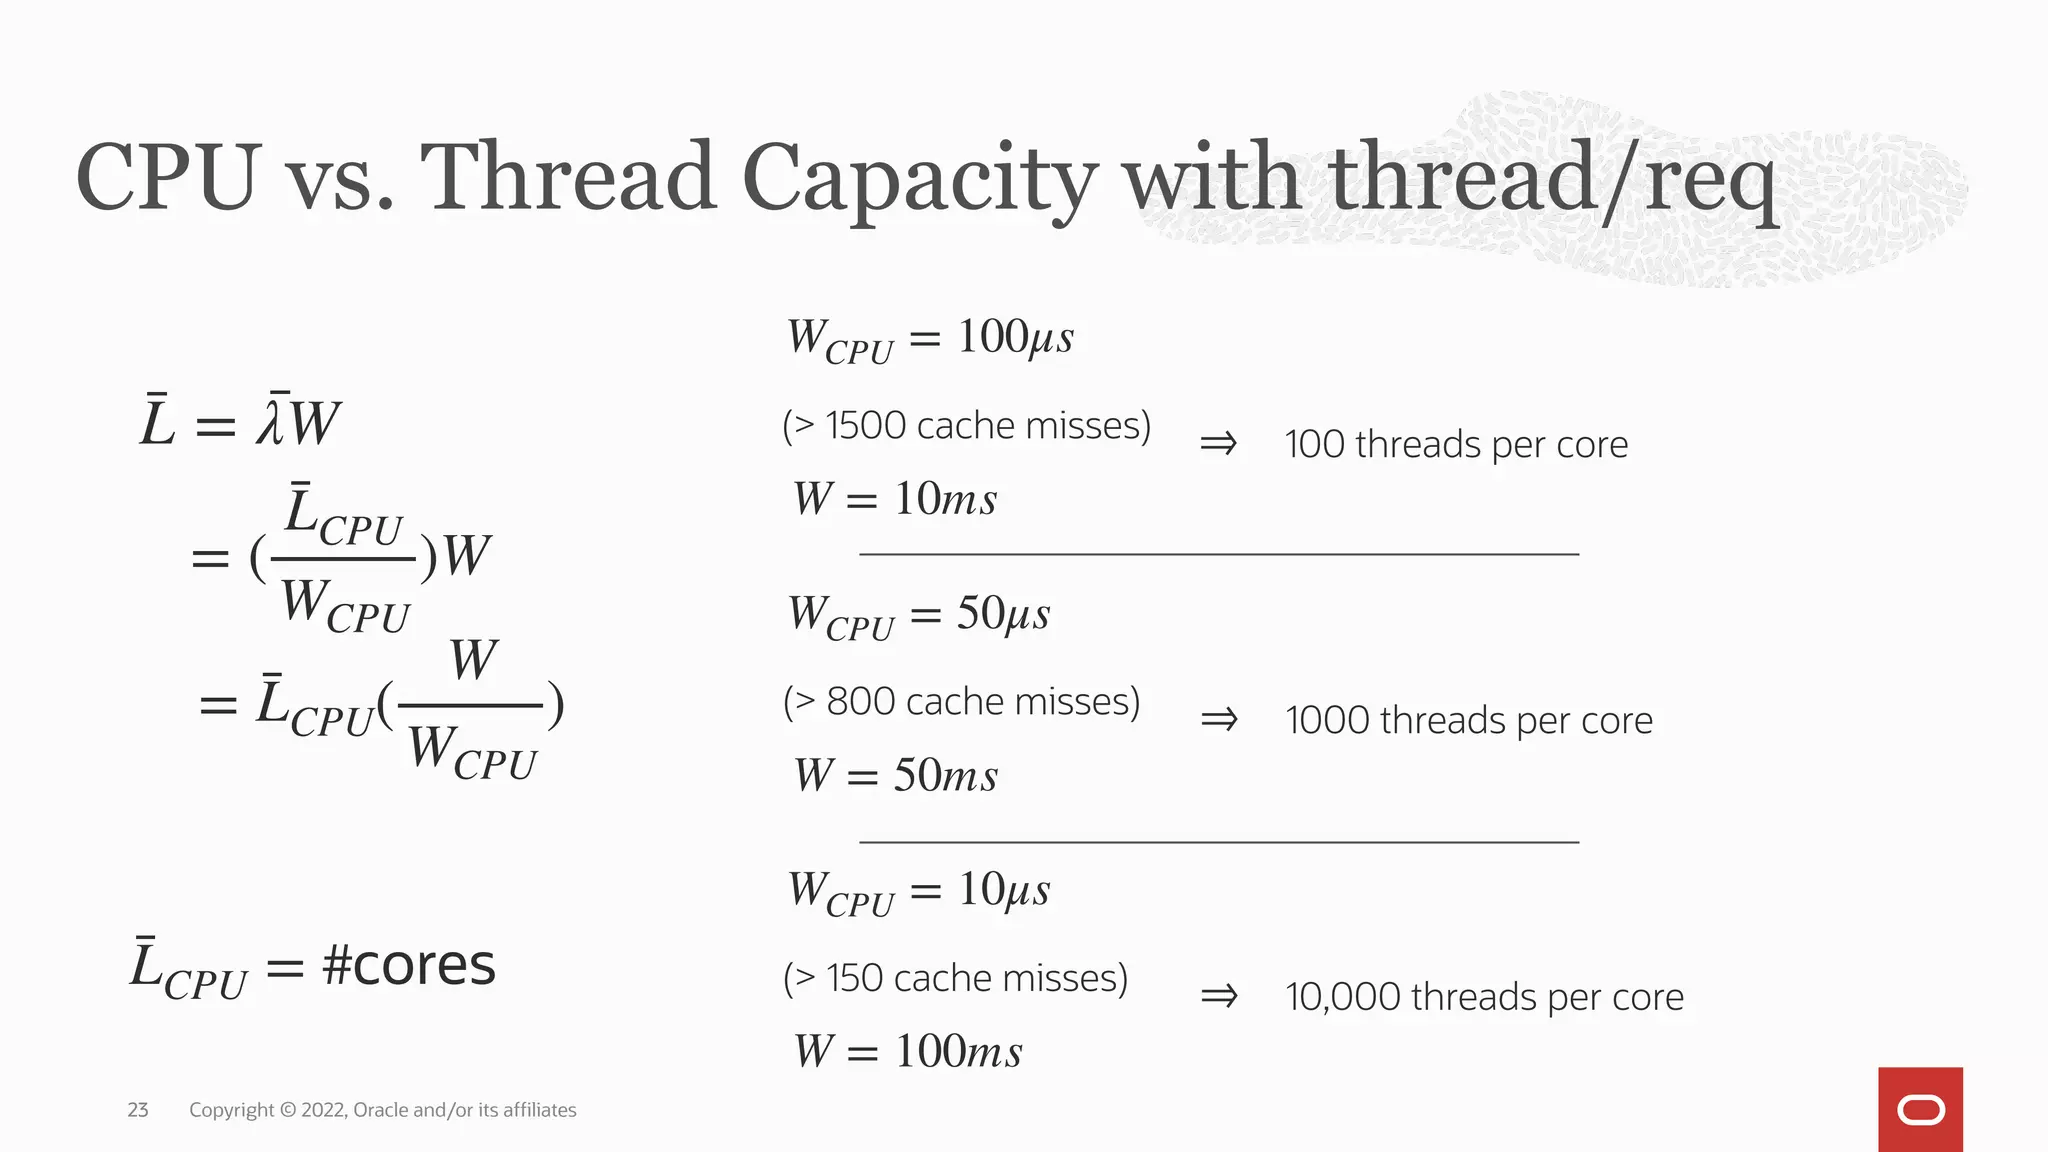 CPU vs. Thread Capacity with thread/req
L̄ = λ̄W
= (L̄_CPU / W_CPU)W
= L̄_CPU(W / W_CPU)
L̄_CPU = #cores
W_CPU = 100μs
(> 1500 cache misses)
W = 10ms
⇒ 100 threads per core
W_CPU = 50μs
(> 800 cache misses)
W = 50ms
⇒ 1000 threads per core
W_CPU = 10μs
(> 150 cache misses)
W = 100ms
⇒ 10,000 threads per core
23 Copyright © 2022, Oracle and/or its affiliates